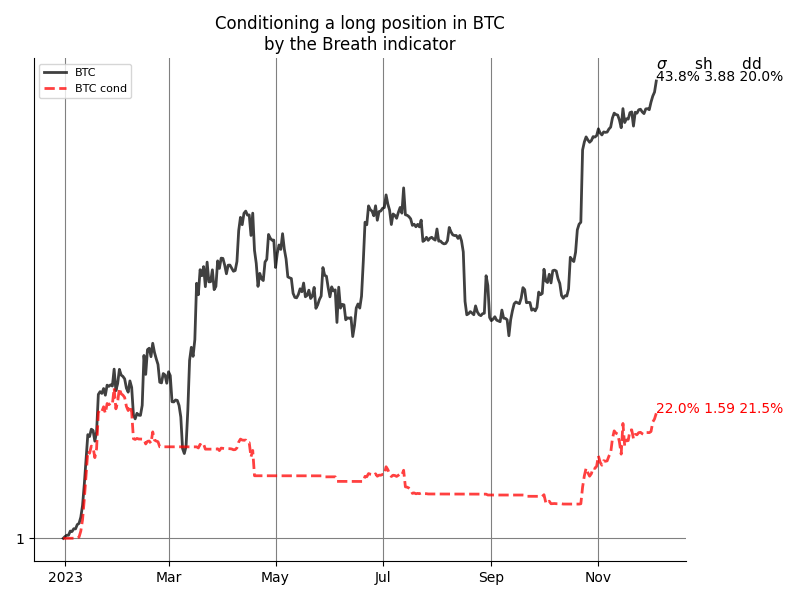 Conditioning a long position in BTC
by the Breath indicator
BTC
BTC cond
σ sh dd
43.8% 3.88 20.0%
22.0% 1.59 21.5%
1
2023 Mar May Jul Sep Nov